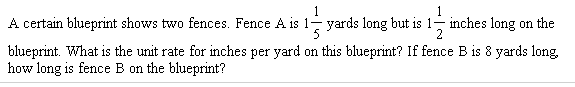 A certain blueprint shows two fences. Fence A is 1 1/5 yards long but is 1 1/2 inches long on the
blueprint. What is the unit rate for inches per yard on this blueprint? If fence B is 8 yards long,
how long is fence B on the blueprint?